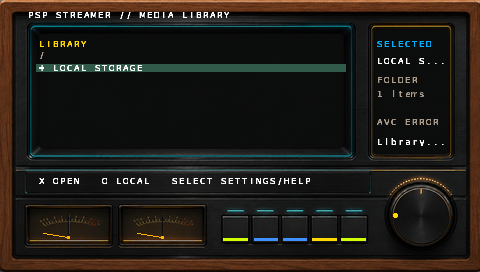 PSP STREAMER // MEDIA LIBRARY
LIBRARY
/
→ LOCAL STORAGE
SELECTED
LOCAL S...
FOLDER
1 Items
AVC ERROR
Library...
X OPEN O LOCAL SELECT SETTINGS/HELP